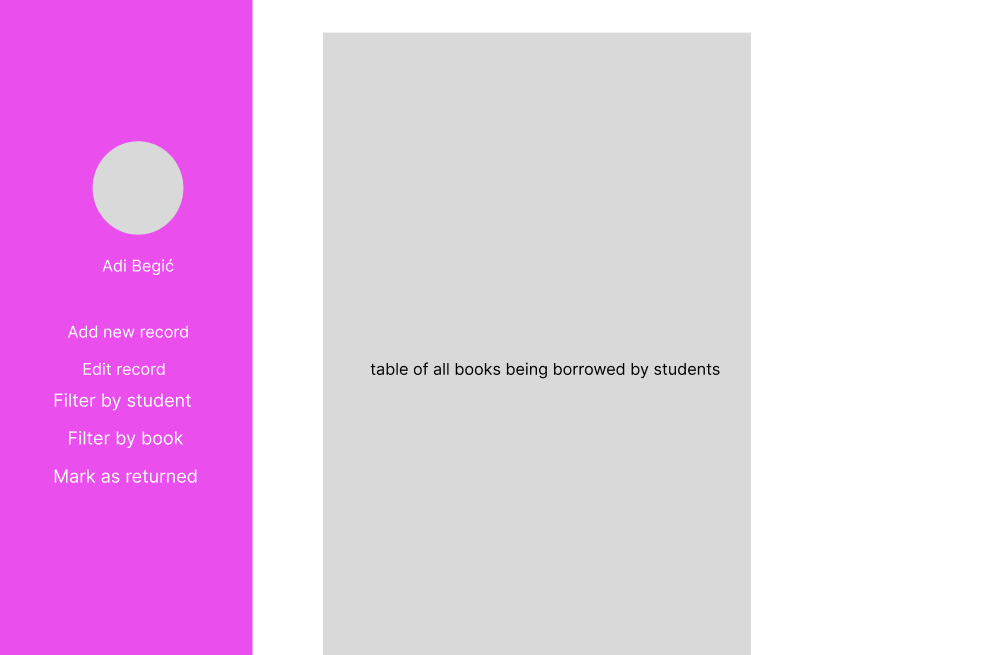 Adi Begić
Add new record
Edit record
Filter by student
Filter by book
Mark as returned
table of all books being borrowed by students